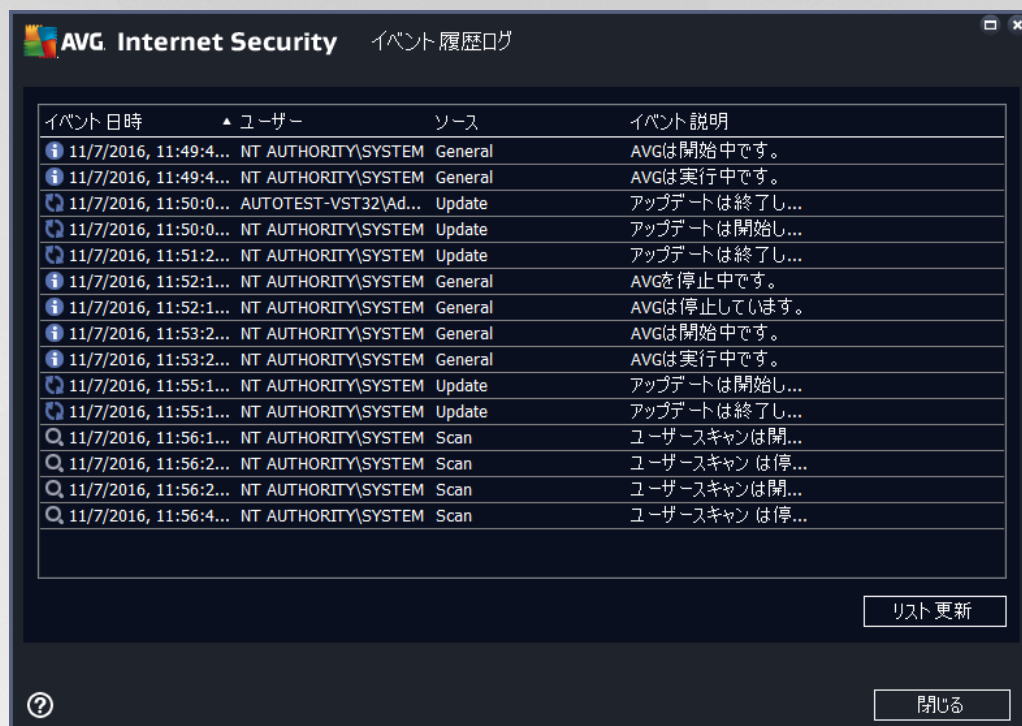 AVG. Internet Security イベント履歴ログ
イベント日時 ▲ ユーザー ソース イベント説明
11/7/2016, 11:49:4... NT AUTHORITY\SYSTEM General AVGは開始中です。
11/7/2016, 11:49:4... NT AUTHORITY\SYSTEM General AVGは実行中です。
11/7/2016, 11:50:0... AUTOTEST-VST32\Ad... Update アップデートは終了し...
11/7/2016, 11:50:0... NT AUTHORITY\SYSTEM Update アップデートは開始し...
11/7/2016, 11:51:2... NT AUTHORITY\SYSTEM Update アップデートは終了し...
11/7/2016, 11:52:1... NT AUTHORITY\SYSTEM General AVGを停止中です。
11/7/2016, 11:52:1... NT AUTHORITY\SYSTEM General AVGは停止しています。
11/7/2016, 11:53:2... NT AUTHORITY\SYSTEM General AVGは開始中です。
11/7/2016, 11:53:2... NT AUTHORITY\SYSTEM General AVGは実行中です。
11/7/2016, 11:55:1... NT AUTHORITY\SYSTEM Update アップデートは開始し...
11/7/2016, 11:55:1... NT AUTHORITY\SYSTEM Update アップデートは終了し...
11/7/2016, 11:56:1... NT AUTHORITY\SYSTEM Scan ユーザースキャンは開...
11/7/2016, 11:56:2... NT AUTHORITY\SYSTEM Scan ユーザースキャン は停...
11/7/2016, 11:56:2... NT AUTHORITY\SYSTEM Scan ユーザースキャンは開...
11/7/2016, 11:56:4... NT AUTHORITY\SYSTEM Scan ユーザースキャン は停...
リスト更新
?
閉じる